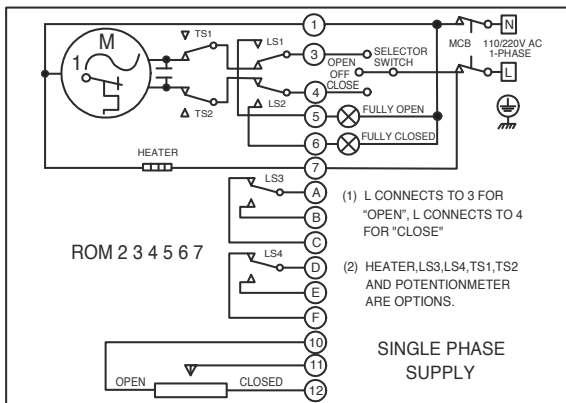 M
1
TS1
TS2
LS1
LS2
1
3
4
5
6
7
OPEN
OFF
CLOSE
SELECTOR
SWITCH
MCB
110/220V AC
1-PHASE
N
L
FULLY OPEN
FULLY CLOSED
HEATER
LS3
A
B
C
LS4
D
E
F
ROM 2 3 4 5 6 7
(1) L CONNECTS TO 3 FOR
“OPEN”, L CONNECTS TO 4
FOR "CLOSE"
(2) HEATER,LS3,LS4,TS1,TS2
AND POTENTIONMETER
ARE OPTIONS.
10
11
12
OPEN
CLOSED
SINGLE PHASE
SUPPLY